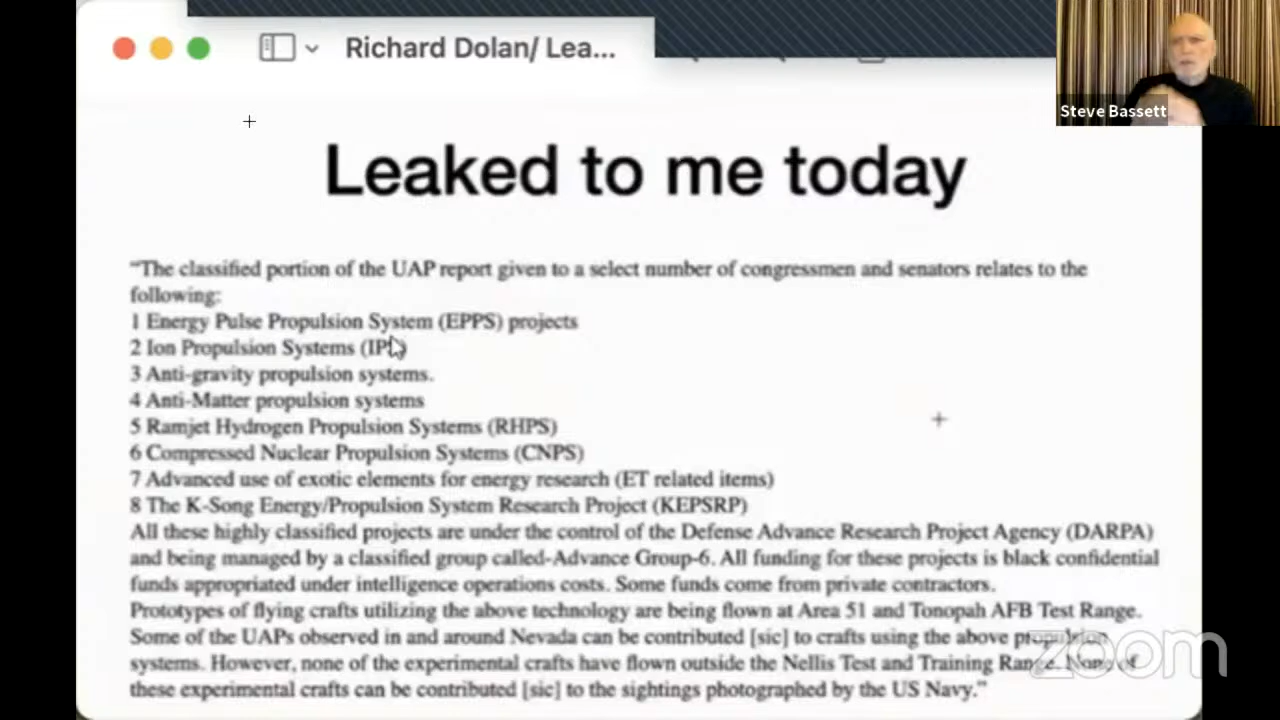 Richard Dolan/ Lea...
Steve Bassett
Leaked to me today
"The classified portion of the UAP report given to a select number of congressmen and senators relates to the
following:
1 Energy Pulse Propulsion System (EPPS) projects
2 Ion Propulsion Systems (IPS)
3 Anti-gravity propulsion systems.
4 Anti-Matter propulsion systems
5 Ramjet Hydrogen Propulsion Systems (RHPS)
6 Compressed Nuclear Propulsion Systems (CNPS)
7 Advanced use of exotic elements for energy research (ET related items)
8 The K-Song Energy/Propulsion System Research Project (KEPSRP)
All these highly classified projects are under the control of the Defense Advance Research Project Agency (DARPA)
and being managed by a classified group called-Advance Group-6. All funding for these projects is black confidential
funds appropriated under intelligence operations costs. Some funds come from private contractors.
Prototypes of flying crafts utilizing the above technology are being flown at Area 51 and Tonopah AFB Test Range.
Some of the UAPs observed in and around Nevada can be contributed [sic] to crafts using the above propulsion
systems. However, none of the experimental crafts have flown outside the Nellis Test and Training Range. None of
these experimental crafts can be contributed [sic] to the sightings photographed by the US Navy."
zoom